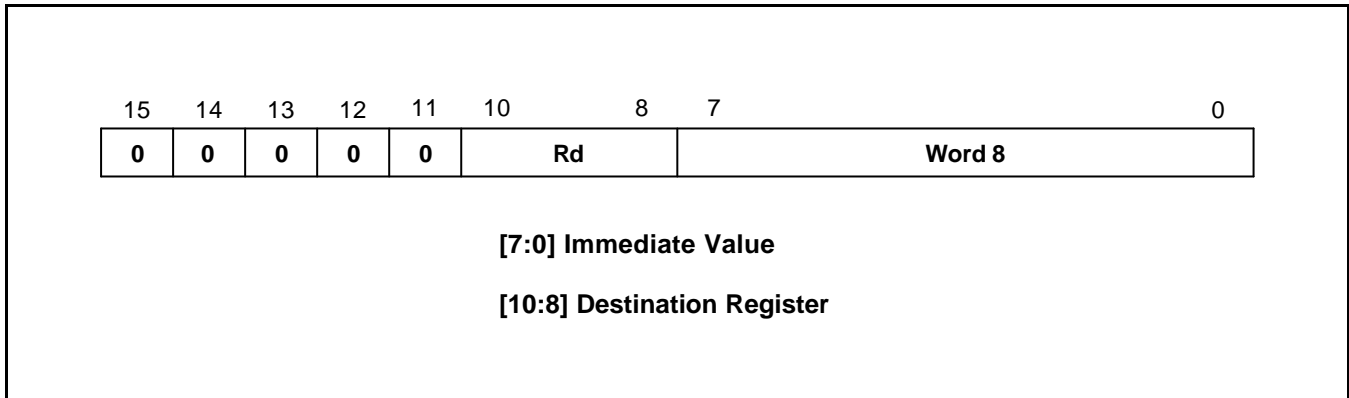 15 14 13 12 11 10 8 7 0
0 0 0 0 0 Rd Word 8
[7:0] Immediate Value
[10:8] Destination Register